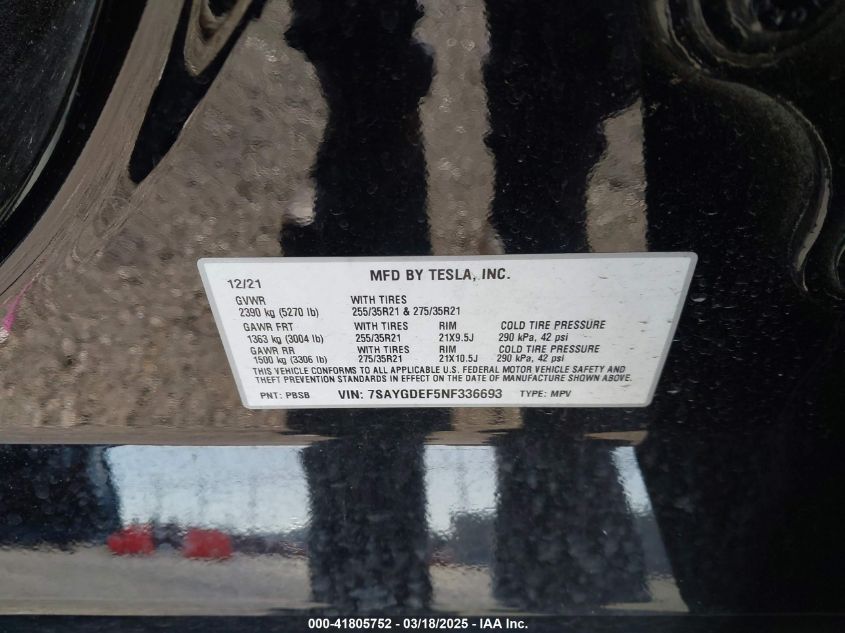 MFD BY TESLA, INC.
12/21
GVWR WITH TIRES
2390 kg (5270 lb) 255/35R21 & 275/35R21
GAWR FRT WITH TIRES RIM COLD TIRE PRESSURE
1363 kg (3004 lb) 255/35R21 21X9.5J 290 kPa, 42 psi
GAWR RR WITH TIRES RIM COLD TIRE PRESSURE
1500 kg (3306 lb) 275/35R21 21X10.5J 290 kPa, 42 psi
THIS VEHICLE CONFORMS TO ALL APPLICABLE U.S. FEDERAL MOTOR VEHICLE SAFETY AND
THEFT PREVENTION STANDARDS IN EFFECT ON THE DATE OF MANUFACTURE SHOWN ABOVE.
PNT: PBSB VIN: 7SAYGDEF5NF336693 TYPE: MPV
000-41805752 - 03/18/2025 - IAA Inc.